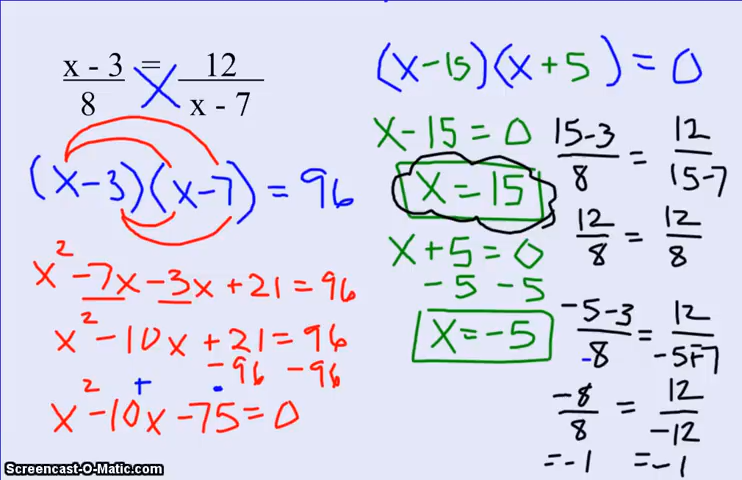 x - 3 = 12
8 x - 7
(x-3)(x-7) = 96
x² -7x -3x +21 = 96
x² -10x +21 = 96
-96 -96
+ -
x² -10x -75 = 0
(x-15)(x+5) = 0
x-15 = 0
x = 15
x+5 = 0
-5 -5
x = -5
15-3 = 12
8 15-7
12 = 12
8 8
-5-3 = 12
-8 -5-7
-8 = 12
8 -12
=-1 =-1
Screencast-O-Matic.com